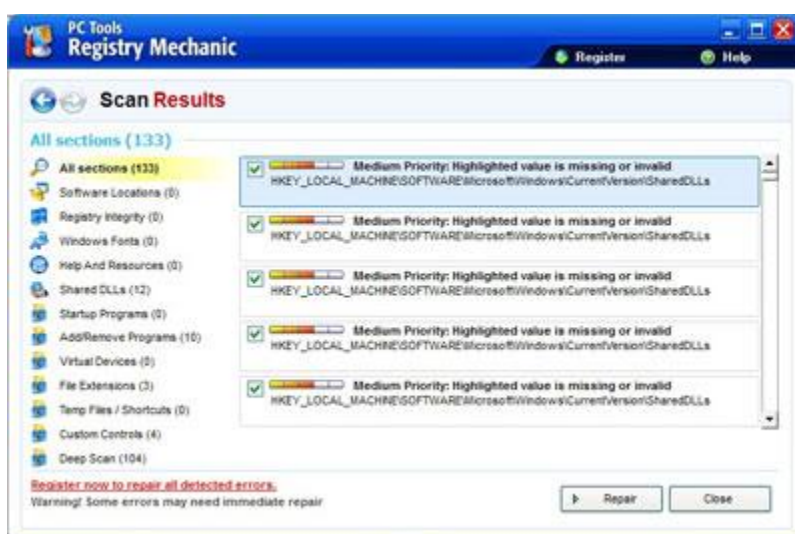 PC Tools
Registry Mechanic
Register
Help
Scan Results
All sections (133)
All sections (133)
Software Locations (0)
Registry Integrity (0)
Windows Fonts (0)
Help And Resources (0)
Shared DLLs (12)
Startup Programs (0)
Add/Remove Programs (10)
Virtual Devices (0)
File Extensions (3)
Temp Files / Shortcuts (0)
Custom Controls (4)
Deep Scan (104)
Medium Priority: Highlighted value is missing or invalid
HKEY_LOCAL_MACHINE\SOFTWARE\Microsoft\Windows\CurrentVersion\SharedDLLs
Medium Priority: Highlighted value is missing or invalid
HKEY_LOCAL_MACHINE\SOFTWARE\Microsoft\Windows\CurrentVersion\SharedDLLs
Medium Priority: Highlighted value is missing or invalid
HKEY_LOCAL_MACHINE\SOFTWARE\Microsoft\Windows\CurrentVersion\SharedDLLs
Medium Priority: Highlighted value is missing or invalid
HKEY_LOCAL_MACHINE\SOFTWARE\Microsoft\Windows\CurrentVersion\SharedDLLs
Medium Priority: Highlighted value is missing or invalid
HKEY_LOCAL_MACHINE\SOFTWARE\Microsoft\Windows\CurrentVersion\SharedDLLs
Register now to repair all detected errors.
Warning! Some errors may need immediate repair
Repair
Close